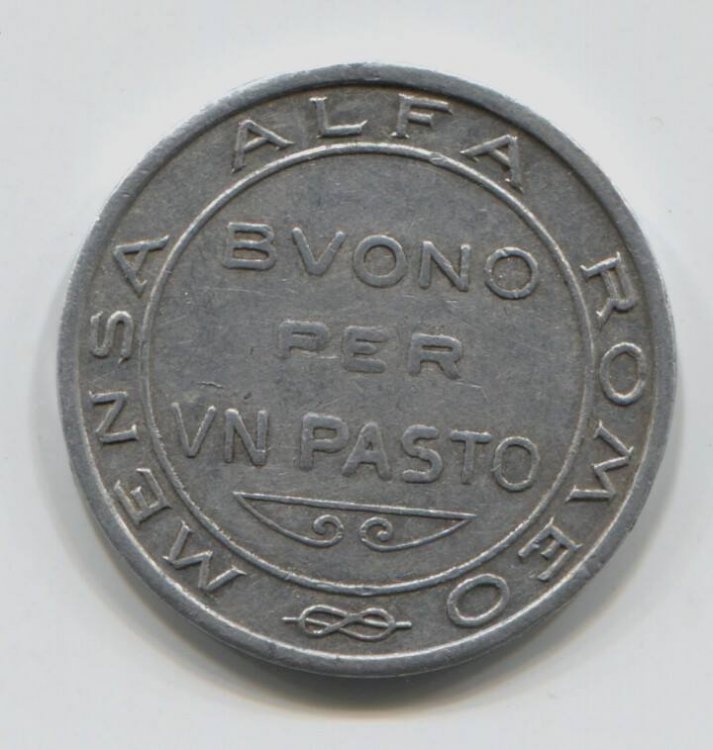 MENSA ALFA ROMEO
BVONO
PER
VN PASTO